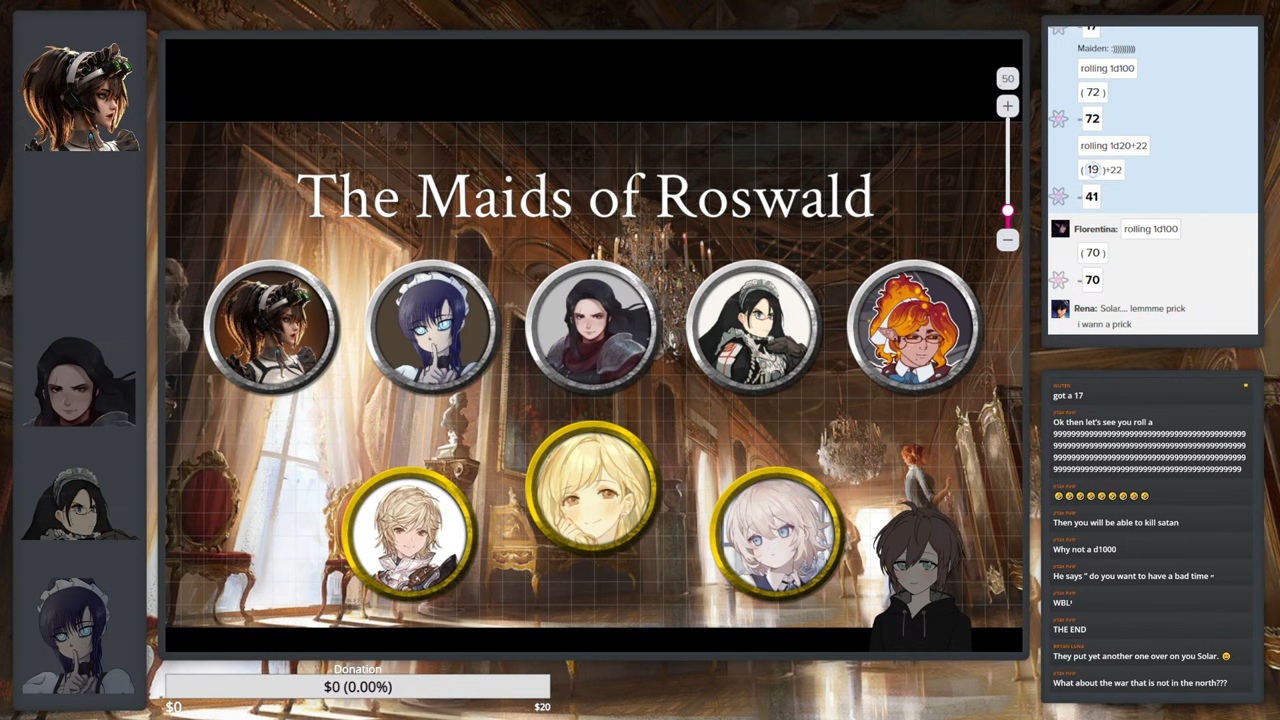 The Maids of Roswald
50
+
−
17
Maiden: :))))))))))
rolling 1d100
( 72 )
= 72
rolling 1d20+22
( 19 )+22
= 41
Florentina: rolling 1d100
( 70 )
= 70
Rena: Solar.... lemmme prick
i wann a prick
got a 17
Ok then let's see you roll a
Then you will be able to kill satan
Why not a d1000
He says " do you want to have a bad time "
THE END
BRYAN LUNA
They put yet another one over on you Solar.
What about the war that is not in the north???
Donation
$0 (0.00%)
$0
$20